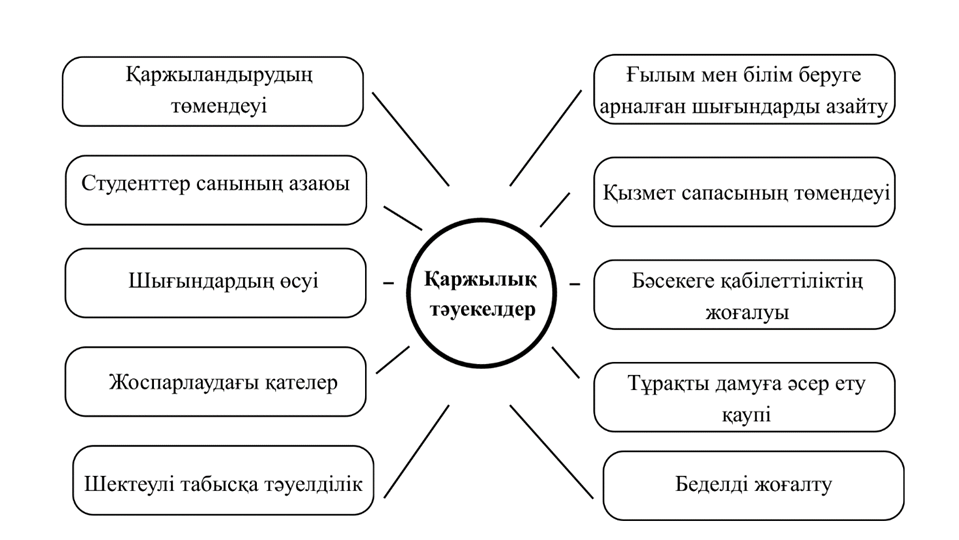 Қаржыландырудың
төмендеуі
Студенттер санының азаюы
Шығындардың өсуі
Жоспарлаудағы қателер
Шектеулі табысқа тәуелділік
Қаржылық
тәуекелдер
Ғылым мен білім беруге
арналған шығындарды азайту
Қызмет сапасының төмендеуі
Бәсекеге қабілеттіліктің
жоғалуы
Тұрақты дамуға әсер ету
қаупі
Беделді жоғалту